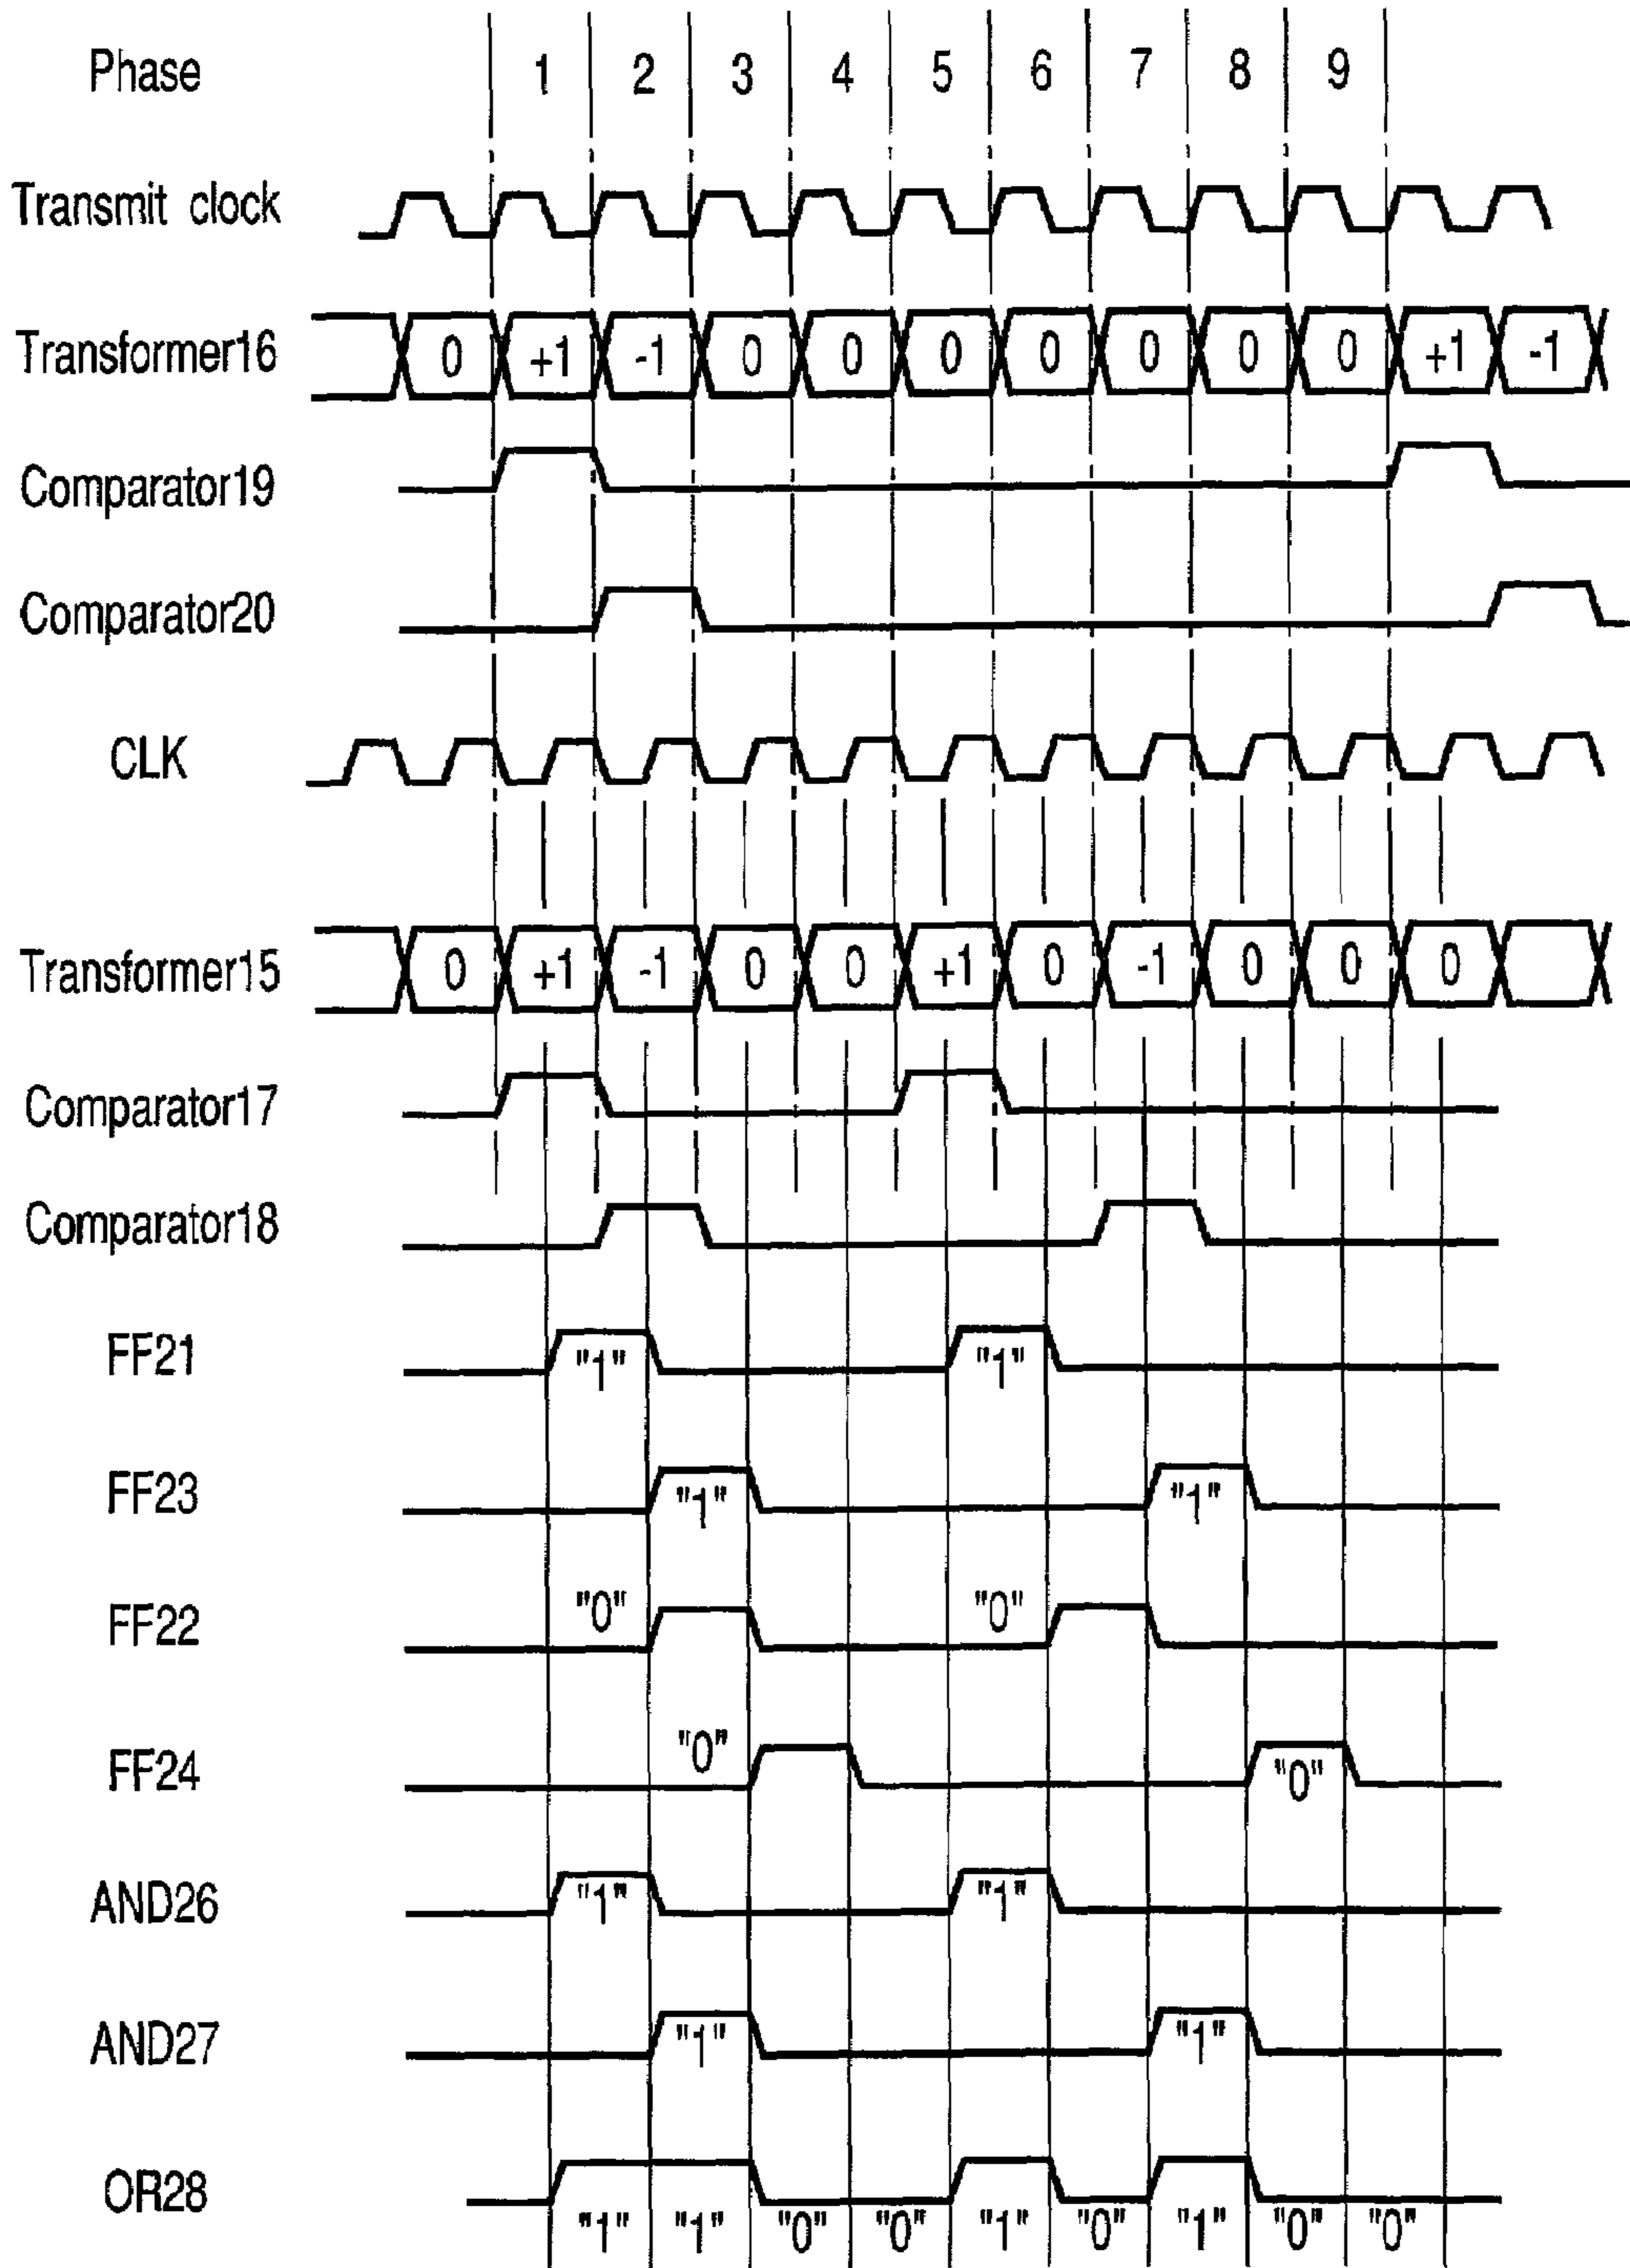 Phase 1 2 3 4 5 6 7 8 9
Transmit clock
Transformer16 0 +1 -1 0 0 0 0 0 0 0 +1 -1
Comparator19
Comparator20
CLK
Transformer15 0 +1 -1 0 0 +1 0 -1 0 0 0
Comparator17
Comparator18
FF21 "1" "1"
FF23 "1" "1"
FF22 "0" "0"
FF24 "0" "0"
AND26 "1" "1"
AND27 "1" "1"
OR28 "1" "1" "0" "0" "1" "0" "1" "0" "0"